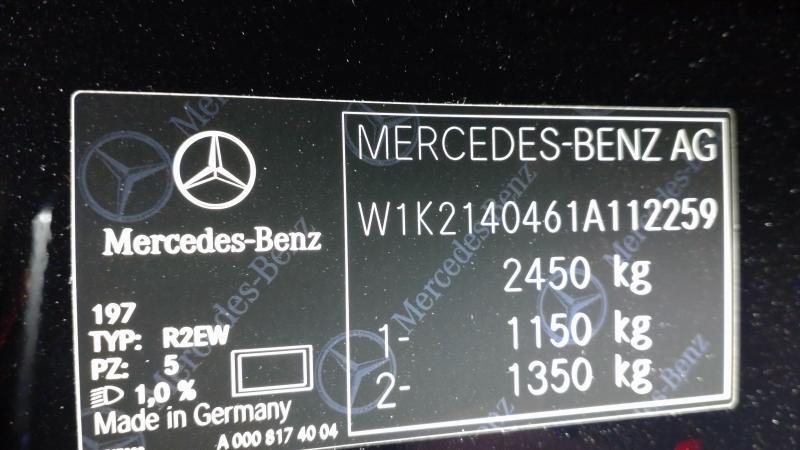 Mercedes-Benz
197
TYP: R2EW
PZ: 5
1,0 %
Made in Germany
A 000 817 40 04
MERCEDES-BENZ AG
W1K2140461A112259
2450 kg
1- 1150 kg
2- 1350 kg